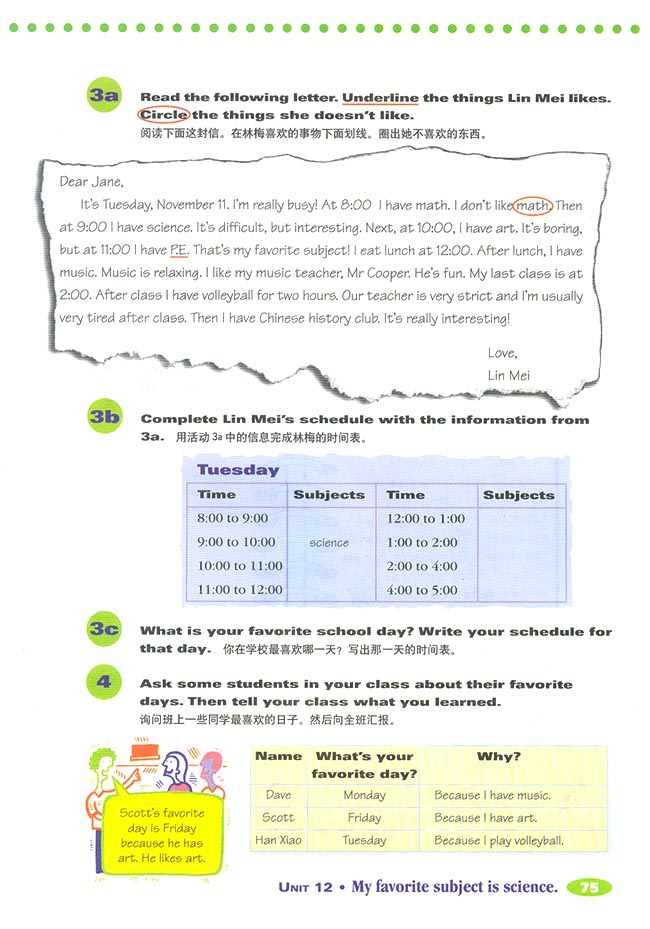 3a Read the following letter. Underline the things Lin Mei likes.
Circle the things she doesn't like.
阅读下面这封信。在林梅喜欢的事物下面划线。圈出她不喜欢的东西。
Dear Jane,
It's Tuesday, November 11. I'm really busy! At 8:00 I have math. I don't like math. Then
at 9:00 I have science. It's difficult, but interesting. Next, at 10:00, I have art. It's boring,
but at 11:00 I have P.E. That's my favorite subject! I eat lunch at 12:00. After lunch, I have
music. Music is relaxing. I like my music teacher, Mr Cooper. He's fun. My last class is at
2:00. After class I have volleyball for two hours. Our teacher is very strict and I'm usually
very tired after class. Then I have Chinese history club. It's really interesting!
Love,
Lin Mei
3b Complete Lin Mei's schedule with the information from
3a. 用活动 3a 中的信息完成林梅的时间表。
Tuesday
Time Subjects Time Subjects
8:00 to 9:00 12:00 to 1:00
9:00 to 10:00 science 1:00 to 2:00
10:00 to 11:00 2:00 to 4:00
11:00 to 12:00 4:00 to 5:00
3c What is your favorite school day? Write your schedule for
that day. 你在学校最喜欢哪一天？写出那一天的时间表。
4 Ask some students in your class about their favorite
days. Then tell your class what you learned.
询问班上一些同学最喜欢的日子。然后向全班汇报。
Scott's favorite
day is Friday
because he has
art. He likes art.
Name What's your Why?
favorite day?
Dave Monday Because I have music.
Scott Friday Because I have art.
Han Xiao Tuesday Because I play volleyball.
UNIT 12 • My favorite subject is science. 75